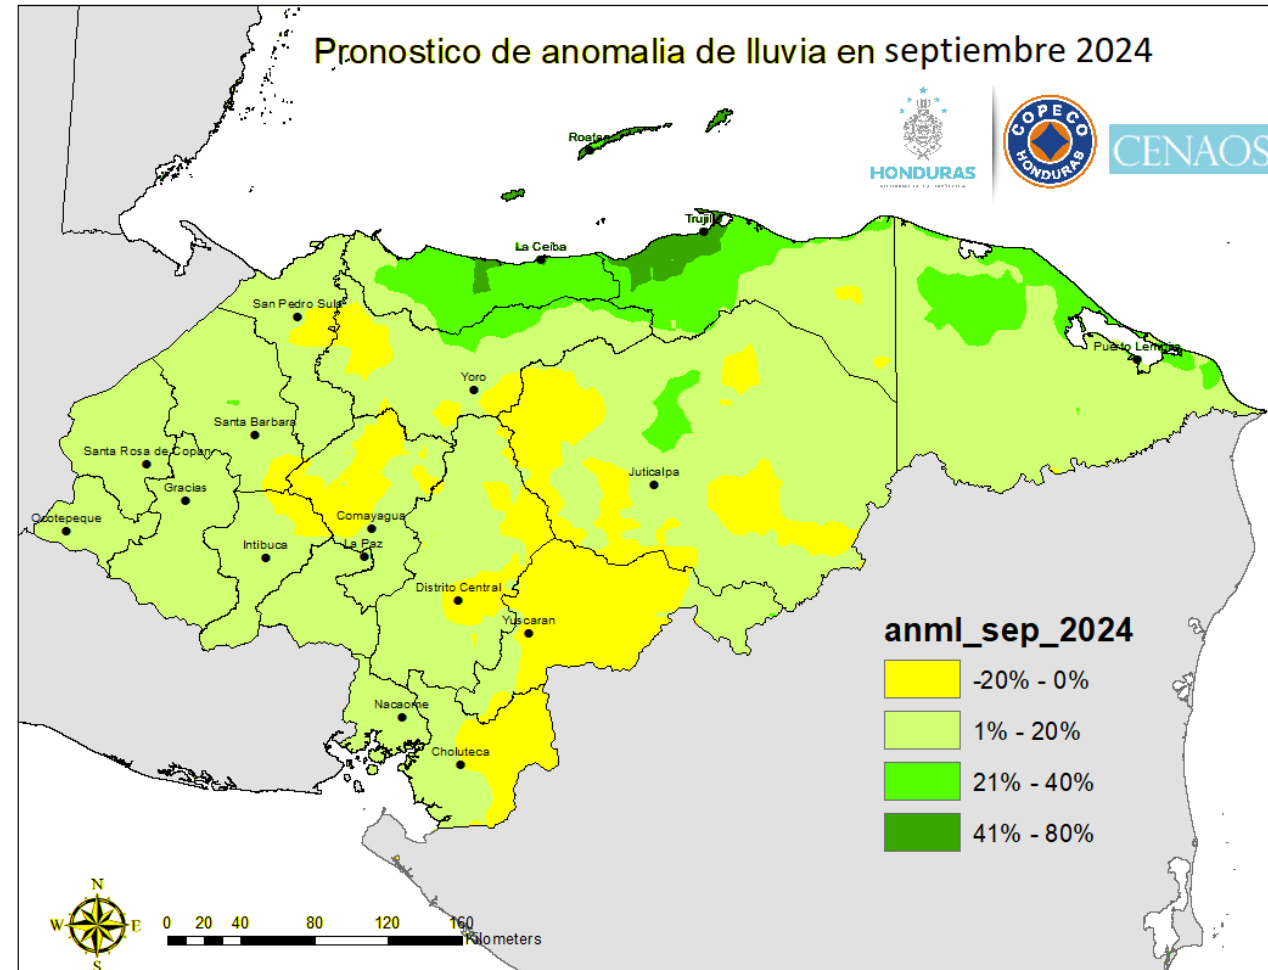 Pronostico de anomalia de lluvia en septiembre 2024
HONDURAS
COPECO
HONDURAS
CENAOS
Roatan
Trujil
La Ceiba
San Pedro Sula
Puerto Lempira
Yoro
Santa Barbara
Santa Rosa de Copan
Juticalpa
Gracias
Ocotepeque
Comayagua
Intibuca
La Paz
Distrito Central
Yuscaran
Nacaome
Choluteca
anml_sep_2024
-20% - 0%
1% - 20%
21% - 40%
41% - 80%
N
W E
S
0 20 40 80 120 160
Kilometers